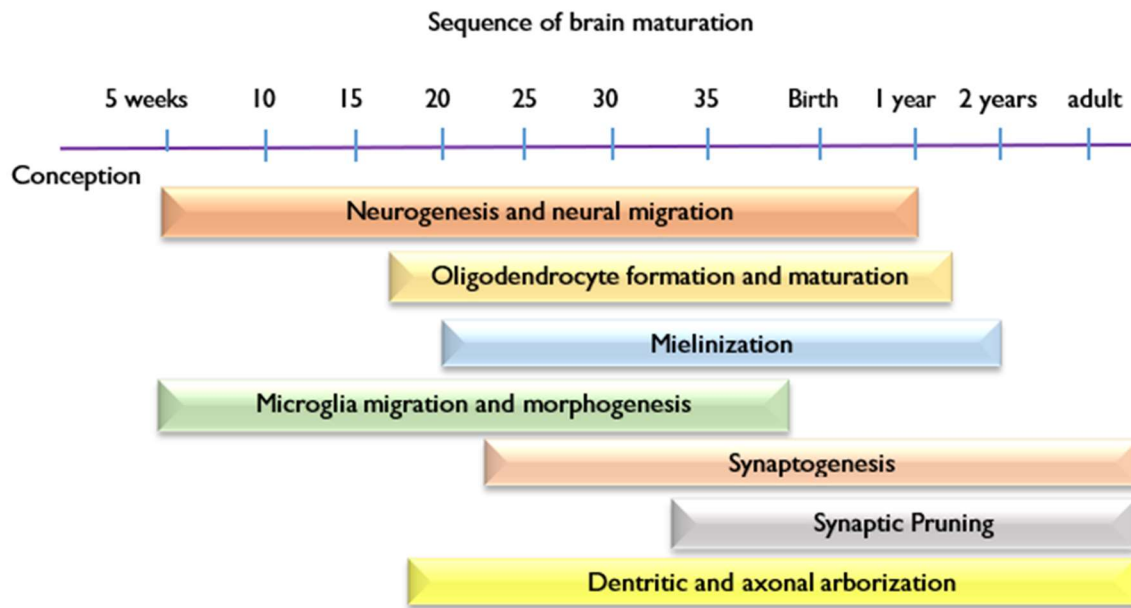 Sequence of brain maturation
5 weeks 10 15 20 25 30 35 Birth 1 year 2 years adult
Conception
Neurogenesis and neural migration
Oligodendrocyte formation and maturation
Mielinization
Microglia migration and morphogenesis
Synaptogenesis
Synaptic Pruning
Dentritic and axonal arborization